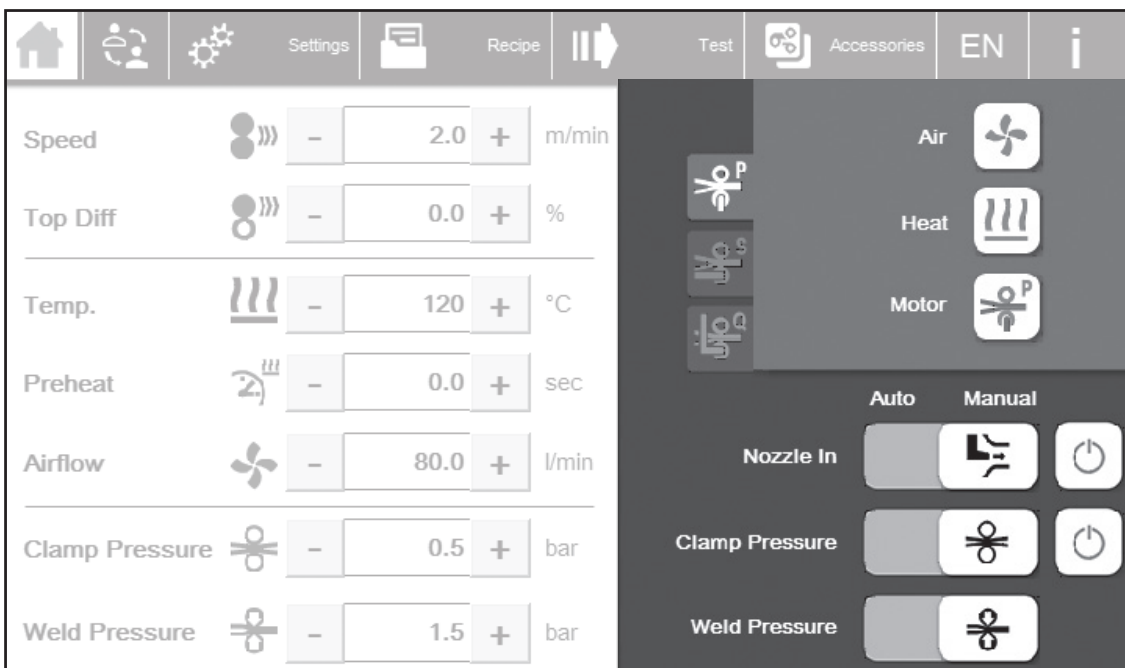 Settings Recipe Test Accessories EN i
Speed - 2.0 + m/min
Top Diff - 0.0 + %
Temp. - 120 + °C
Preheat - 0.0 + sec
Airflow - 80.0 + l/min
Clamp Pressure - 0.5 + bar
Weld Pressure - 1.5 + bar
P
S
Q
Air
Heat
Motor P
Auto Manual
Nozzle In
Clamp Pressure
Weld Pressure